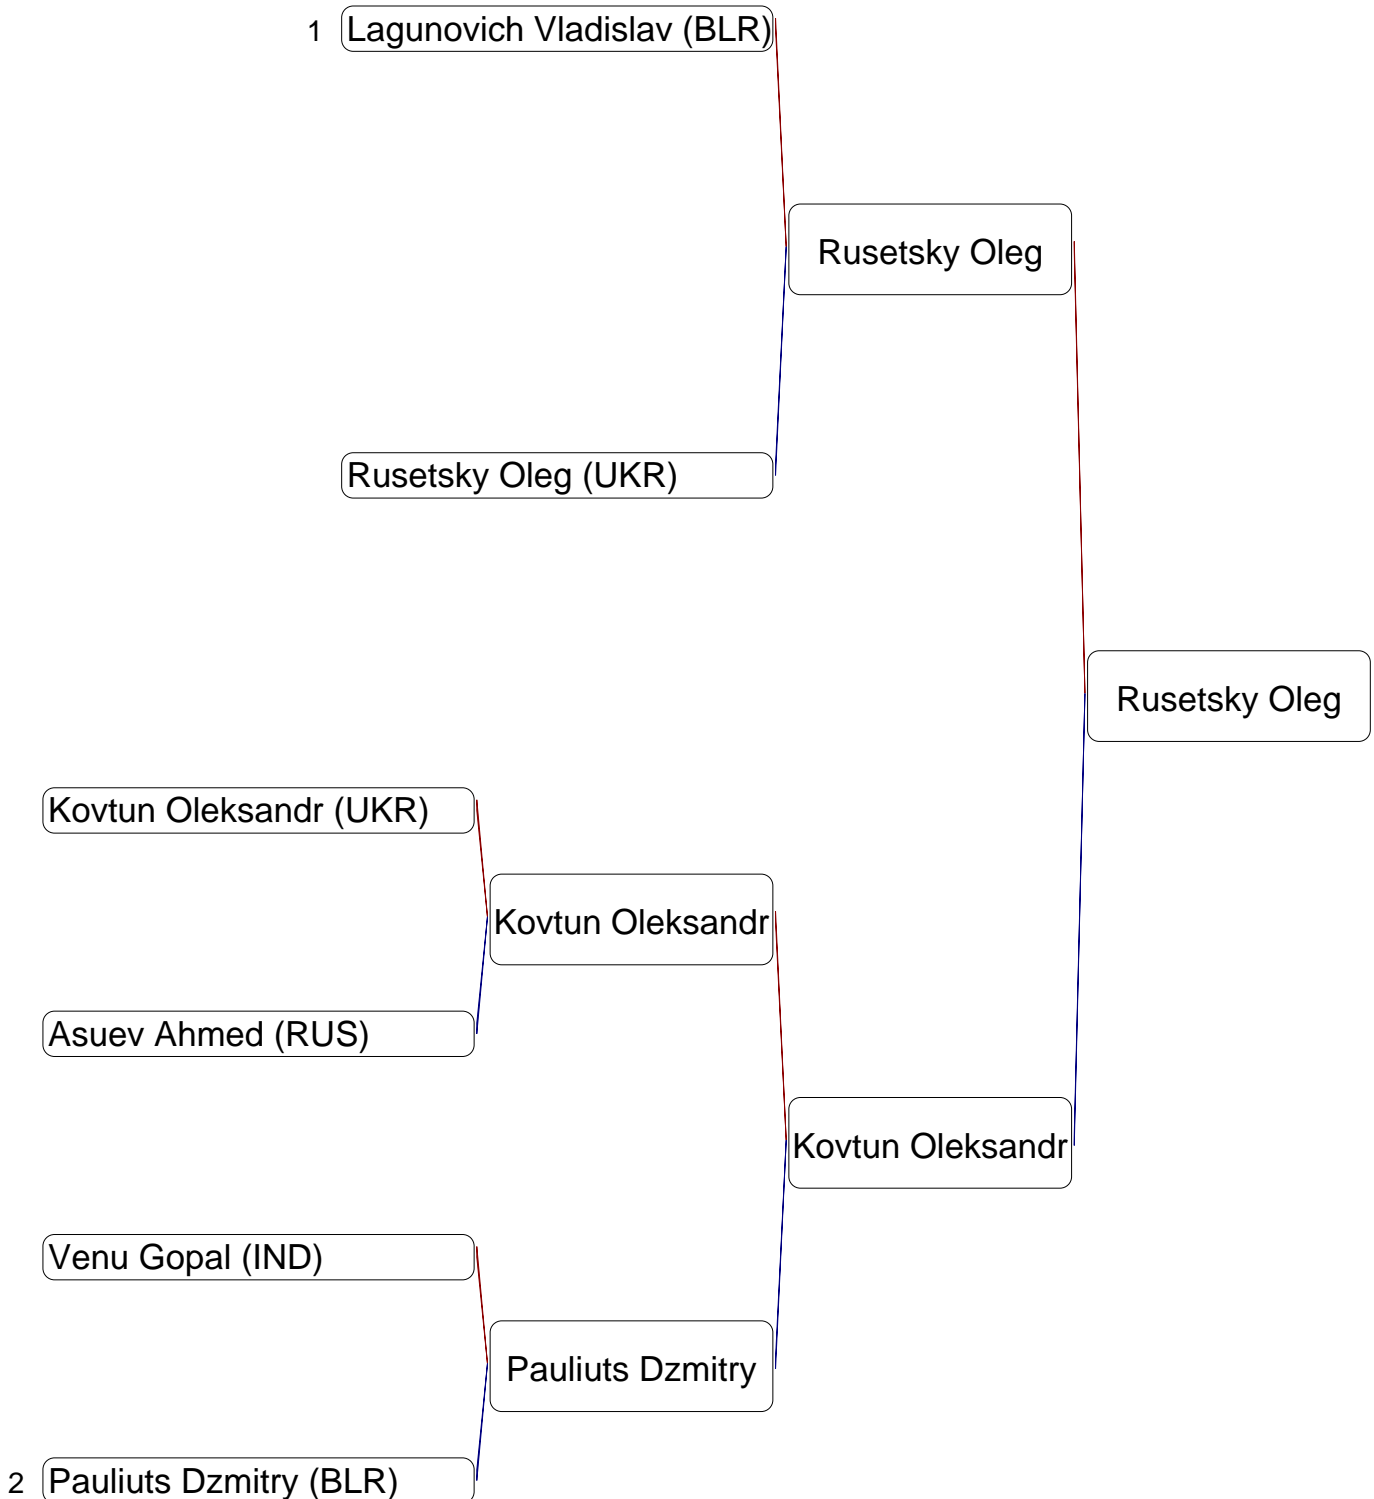 1 Lagunovich Vladislav (BLR)
Rusetsky Oleg
Rusetsky Oleg (UKR)
Rusetsky Oleg
Kovtun Oleksandr (UKR)
Kovtun Oleksandr
Asuev Ahmed (RUS)
Kovtun Oleksandr
Venu Gopal (IND)
Pauliuts Dzmitry
2 Pauliuts Dzmitry (BLR)